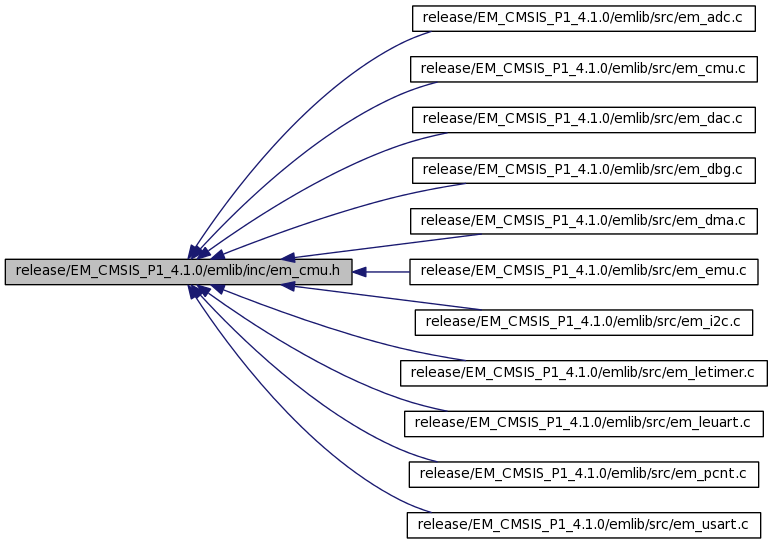 release/EM_CMSIS_P1_4.1.0/emlib/src/em_adc.c
release/EM_CMSIS_P1_4.1.0/emlib/src/em_cmu.c
release/EM_CMSIS_P1_4.1.0/emlib/src/em_dac.c
release/EM_CMSIS_P1_4.1.0/emlib/src/em_dbg.c
release/EM_CMSIS_P1_4.1.0/emlib/src/em_dma.c
release/EM_CMSIS_P1_4.1.0/emlib/inc/em_cmu.h
release/EM_CMSIS_P1_4.1.0/emlib/src/em_emu.c
release/EM_CMSIS_P1_4.1.0/emlib/src/em_i2c.c
release/EM_CMSIS_P1_4.1.0/emlib/src/em_letimer.c
release/EM_CMSIS_P1_4.1.0/emlib/src/em_leuart.c
release/EM_CMSIS_P1_4.1.0/emlib/src/em_pcnt.c
release/EM_CMSIS_P1_4.1.0/emlib/src/em_usart.c